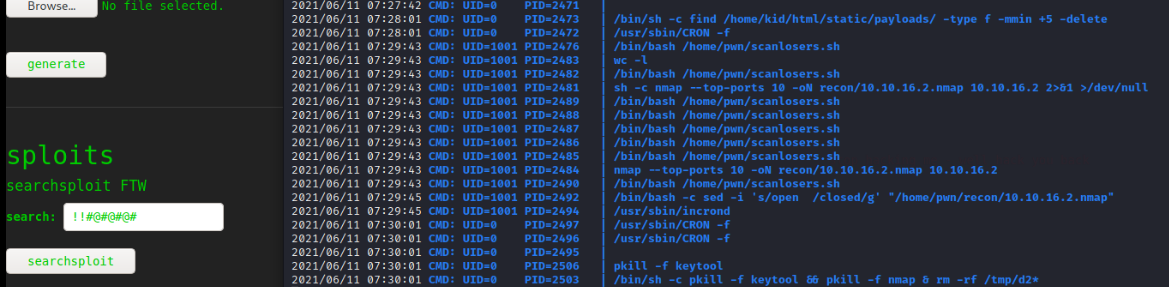 Browse… No file selected.
generate
sploits
searchsploit FTW
search: !!#@#@#@#
searchsploit
2021/06/11 07:27:42 CMD: UID=0 PID=2471 |
2021/06/11 07:28:01 CMD: UID=0 PID=2473 | /bin/sh -c find /home/kid/html/static/payloads/ -type f -mmin +5 -delete
2021/06/11 07:28:01 CMD: UID=0 PID=2472 | /usr/sbin/CRON -f
2021/06/11 07:29:43 CMD: UID=1001 PID=2476 | /bin/bash /home/pwn/scanlosers.sh
2021/06/11 07:29:43 CMD: UID=1001 PID=2483 | wc -l
2021/06/11 07:29:43 CMD: UID=1001 PID=2482 | /bin/bash /home/pwn/scanlosers.sh
2021/06/11 07:29:43 CMD: UID=1001 PID=2481 | sh -c nmap --top-ports 10 -oN recon/10.10.16.2.nmap 10.10.16.2 2>&1 >/dev/null
2021/06/11 07:29:43 CMD: UID=1001 PID=2489 | /bin/bash /home/pwn/scanlosers.sh
2021/06/11 07:29:43 CMD: UID=1001 PID=2488 | /bin/bash /home/pwn/scanlosers.sh
2021/06/11 07:29:43 CMD: UID=1001 PID=2487 | /bin/bash /home/pwn/scanlosers.sh
2021/06/11 07:29:43 CMD: UID=1001 PID=2486 | /bin/bash /home/pwn/scanlosers.sh
2021/06/11 07:29:43 CMD: UID=1001 PID=2485 | /bin/bash /home/pwn/scanlosers.sh
2021/06/11 07:29:43 CMD: UID=1001 PID=2484 | nmap --top-ports 10 -oN recon/10.10.16.2.nmap 10.10.16.2
2021/06/11 07:29:43 CMD: UID=1001 PID=2490 | /bin/bash /home/pwn/scanlosers.sh
2021/06/11 07:29:45 CMD: UID=1001 PID=2492 | /bin/bash -c sed -i 's/open  /closed/g' "/home/pwn/recon/10.10.16.2.nmap"
2021/06/11 07:29:45 CMD: UID=1001 PID=2494 | /usr/sbin/incrond
2021/06/11 07:30:01 CMD: UID=0 PID=2497 | /usr/sbin/CRON -f
2021/06/11 07:30:01 CMD: UID=0 PID=2496 | /usr/sbin/CRON -f
2021/06/11 07:30:01 CMD: UID=0 PID=2495 |
2021/06/11 07:30:01 CMD: UID=0 PID=2506 | pkill -f keytool
2021/06/11 07:30:01 CMD: UID=0 PID=2503 | /bin/sh -c pkill -f keytool && pkill -f nmap & rm -rf /tmp/d2*